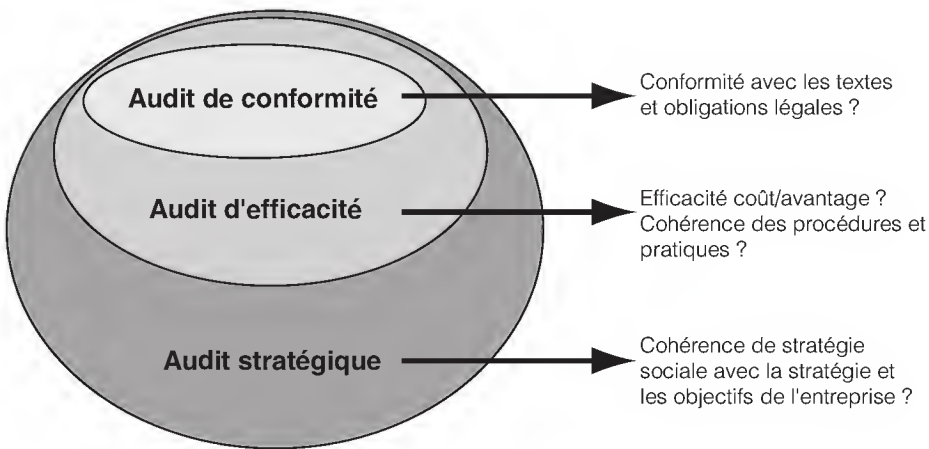 Audit de conformité
Conformité avec les textes
et obligations légales ?
Audit d'efficacité
Efficacité coût/avantage ?
Cohérence des procédures et
pratiques ?
Audit stratégique
Cohérence de stratégie
sociale avec la stratégie et
les objectifs de l'entreprise ?